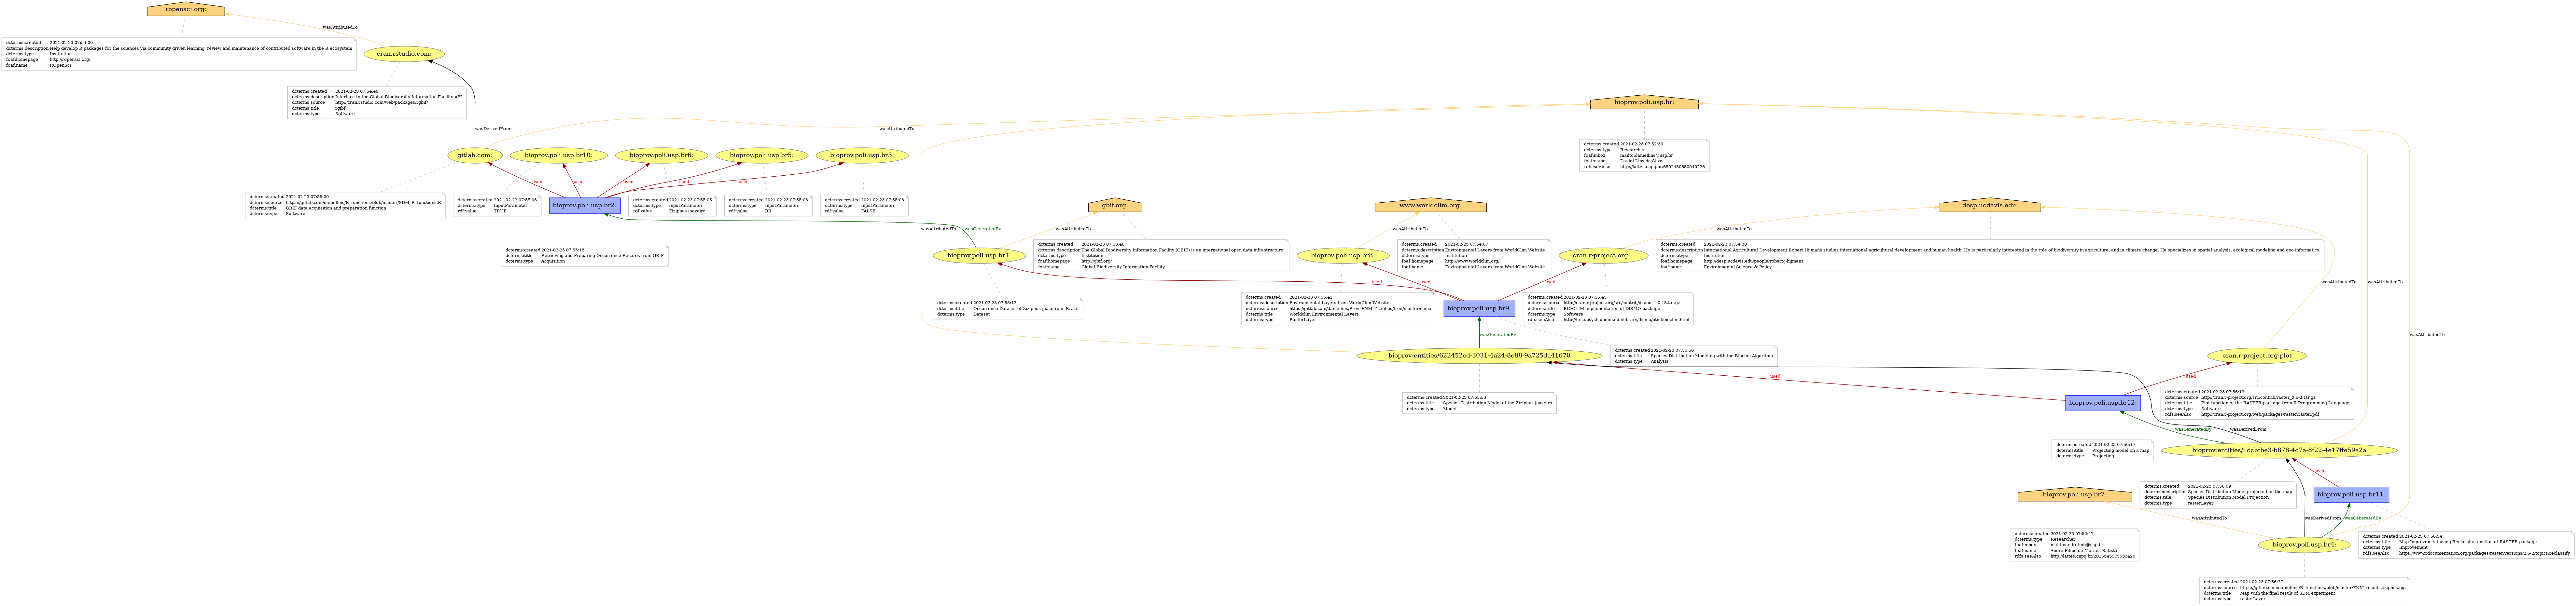 ropensci.org:
wasAttributedTo
dcterms:created 2021-02-23 07:54:00
dcterms:description Help develop R packages for the sciences via community driven learning, review and maintenance of contributed software in the R ecosystem
dcterms:type Institution
foaf:homepage http://ropensci.org/
foaf:name ROpenSci
cran.rstudio.com:
dcterms:created 2021-02-23 07:54:46
dcterms:description Interface to the Global Biodiversity Information Facility API
dcterms:source http://cran.rstudio.com/web/packages/rgbif/
dcterms:title rgbif
dcterms:type Software
bioprov.poli.usp.br:
wasDerivedFrom
wasAttributedTo
dcterms:created 2021-02-23 07:52:30
dcterms:type Researcher
foaf:mbox mailto:daniellins@usp.br
foaf:name Daniel Lins da Silva
rdfs:seeAlso
gitlab.com:
bioprov.poli.usp.br10:
bioprov.poli.usp.br6:
bioprov.poli.usp.br5:
bioprov.poli.usp.br3:
used
used
used
used
used
dcterms:created 2021-02-23 07:55:00
dcterms:source https://gitlab.com/daniellins/R_functions/blob/master/SDM_R_functions.R
dcterms:title GBIF data acquisition and preparation function
dcterms:type Software
dcterms:created 2021-02-23 07:55:06
dcterms:type InputParameter
rdf:value TRUE
bioprov.poli.usp.br2:
dcterms:created 2021-02-23 07:55:05
dcterms:type InputParameter
rdf:value Ziziphus joazeiro
dcterms:created 2021-02-23 07:55:06
dcterms:type InputParameter
rdf:value BR
dcterms:created 2021-02-23 07:55:06
dcterms:type InputParameter
rdf:value FALSE
gbif.org:
www.worldclim.org:
desp.ucdavis.edu:
wasAttributedTo
wasGeneratedBy
wasAttributedTo
wasAttributedTo
wasAttributedTo
dcterms:created 2021-02-23 07:55:16
dcterms:title Retrieving and Preparing Occurrence Records from GBIF
dcterms:type Acquisition
bioprov.poli.usp.br1:
dcterms:created 2021-02-23 07:53:40
dcterms:description The Global Biodiversity Information Facility (GBIF) is an international open data infrastructure.
dcterms:type Institution
foaf:homepage http://gbif.org/
foaf:name Global Biodiversity Information Facility
bioprov.poli.usp.br8:
dcterms:created 2021-02-23 07:54:07
dcterms:description Environmental Layers from WorldClim Website.
dcterms:type Institution
foaf:homepage http://www.worldclim.org/
foaf:name Environmental Layers from WorldClim Website.
cran.r-project.org1:
dcterms:created 2021-02-23 07:54:30
dcterms:description International Agricultural Development Robert Hijmans studies international agricultural development and human health. He is particularly interested in the role of biodiversity in agriculture, and in climate change. He specializes in spatial analysis, ecological modeling and geo-informatics.
dcterms:type Institution
foaf:homepage http://desp.ucdavis.edu/people/robert-j-hijmans
foaf:name Environmental Science & Policy
used
used
used
wasAttributedTo
wasAttributedTo
dcterms:created 2021-02-23 07:55:12
dcterms:title Occurrence Dataset of Ziziphus juazeiro in Brazil
dcterms:type Dataset
dcterms:created 2021-02-23 07:55:41
dcterms:description Environmental Layers from WorldClim Website.
dcterms:source https://gitlab.com/daniellins/Prov_ENM_Ziziphus/tree/master/clima
dcterms:title Worldclim Environmental Layers
dcterms:type RasterLayer
bioprov.poli.usp.br9:
dcterms:created 2021-02-23 07:55:45
dcterms:source http://cran.r-project.org/src/contrib/dismo_1.0-15.tar.gz
dcterms:title BIOCLIM implementation of DISMO package
dcterms:type Software
rdfs:seeAlso http://finzi.psych.upenn.edu/library/dismo/html/bioclim.html
wasGeneratedBy
wasAttributedTo
bioprov:entities/622452cd-3031-4a24-8c88-9a725da41670
dcterms:created 2021-02-23 07:55:56
dcterms:title Species Distribution Modeling with the Bioclim Algorithm
dcterms:type Analysis
cran.r-project.org:plot
used
used
dcterms:created 2021-02-23 07:55:53
dcterms:title Species Distribution Model of the Ziziphus juazeiro
dcterms:type Model
bioprov.poli.usp.br12:
dcterms:created 2021-02-23 07:56:13
dcterms:source http://cran.r-project.org/src/contrib/raster_2.5-2.tar.gz
dcterms:title Plot function of the RASTER package from R Programming Language
dcterms:type Software
rdfs:seeAlso http://cran.r-project.org/web/packages/raster/raster.pdf
wasGeneratedBy
wasDerivedFrom
dcterms:created 2021-02-23 07:56:17
dcterms:title Projecting model on a map
dcterms:type Projecting
bioprov:entities/1ccbfbe3-b878-4c7a-8f22-4e17ffe59a2a
used
bioprov.poli.usp.br7:
dcterms:created 2021-02-23 07:56:09
dcterms:description Species Distribution Model projected on the map
dcterms:title Species Distribution Model Projection
dcterms:type rasterLayer
bioprov.poli.usp.br11:
wasAttributedTo
wasDerivedFrom
wasGeneratedBy
dcterms:created 2021-02-23 07:52:47
dcterms:type Researcher
foaf:mbox mailto:andrefmb@usp.br
foaf:name Andre Filipe de Moraes Batista
rdfs:seeAlso
bioprov.poli.usp.br4:
dcterms:created 2021-02-23 07:56:34
dcterms:title Map Improvement using Reclassify function of RASTER package
dcterms:type Improvement
rdfs:seeAlso https://www.rdocumentation.org/packages/raster/versions/2.5-2/topics/reclassify
dcterms:created 2021-02-23 07:56:27
dcterms:source https://gitlab.com/daniellins/R_functions/blob/master/ENM_result_ziziphus.jpg
dcterms:title Map with the final result of SDM experiment
dcterms:type rasterLayer